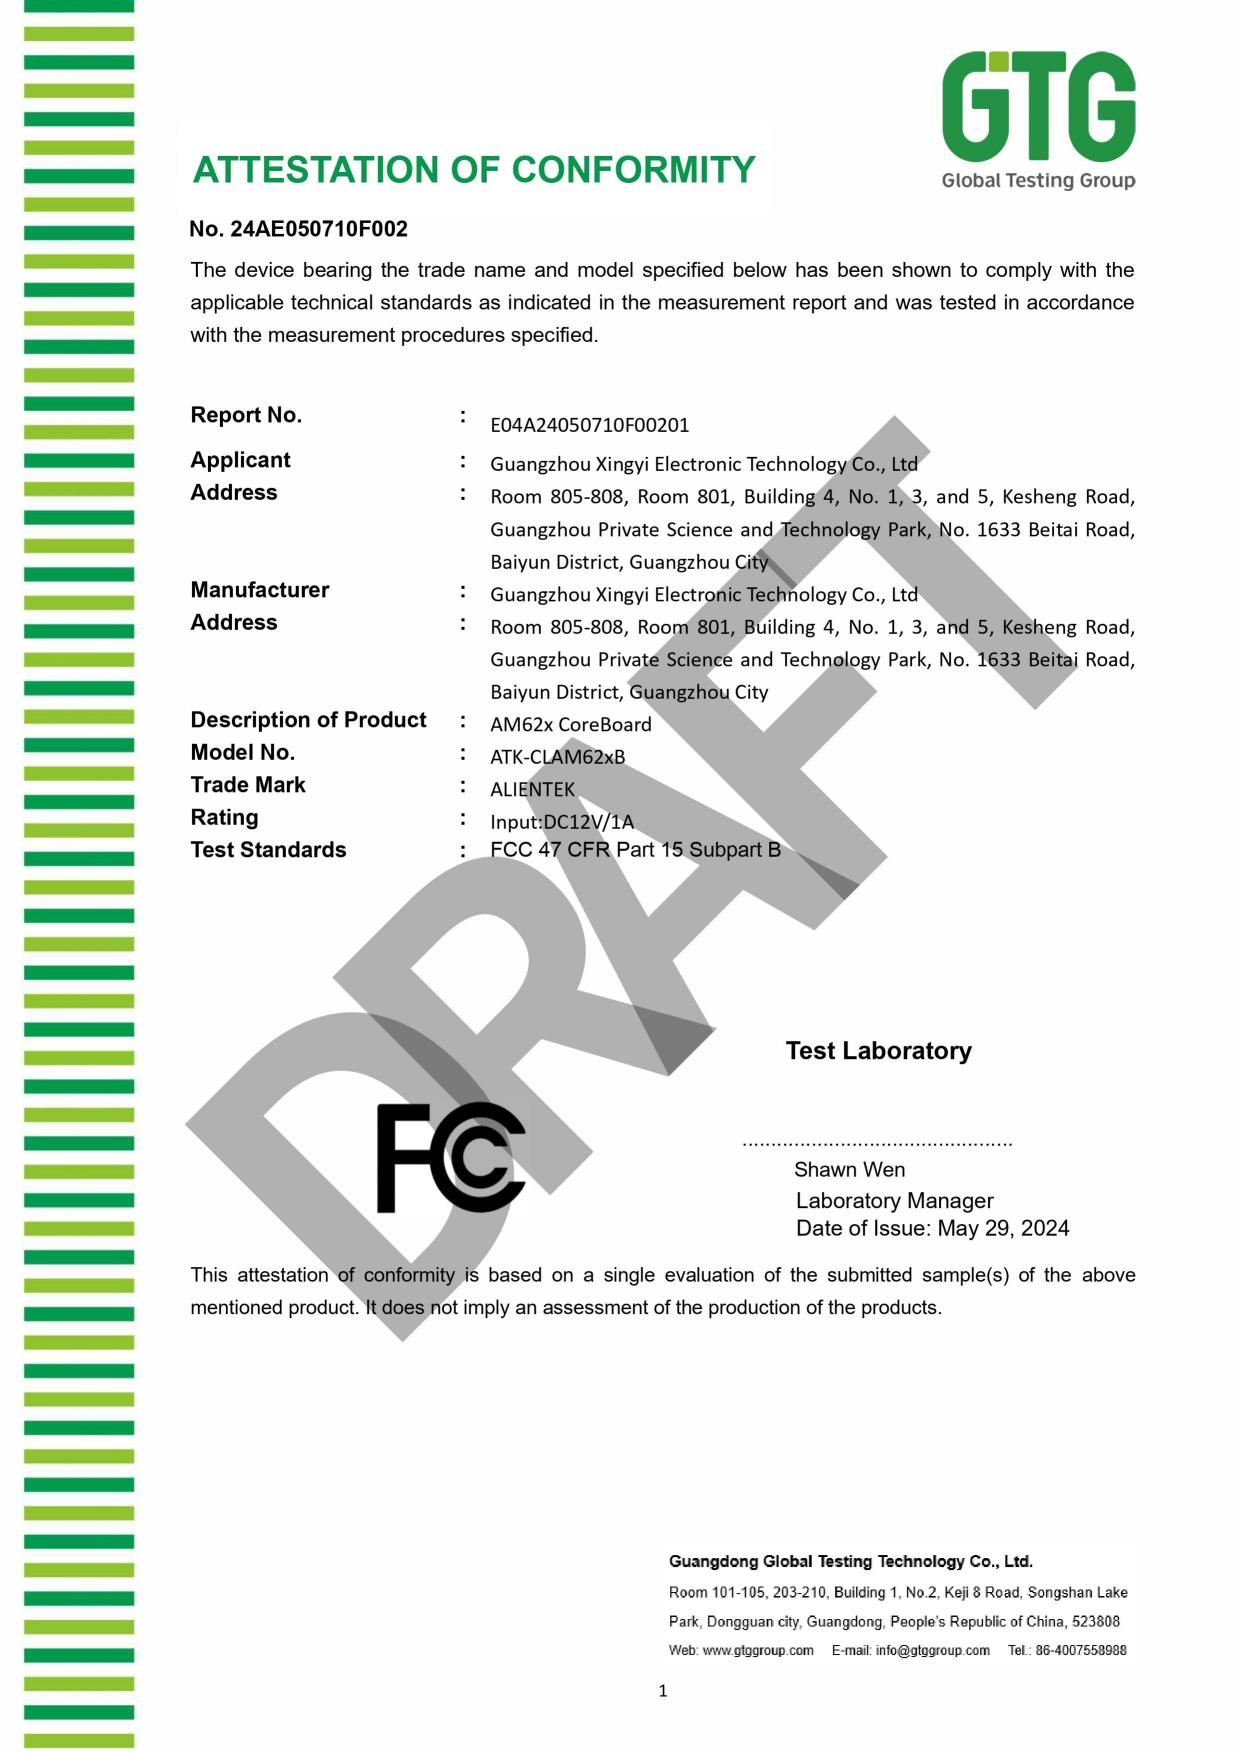 GTG
Global Testing Group
ATTESTATION OF CONFORMITY
No. 24AE050710F002
The device bearing the trade name and model specified below has been shown to comply with the
applicable technical standards as indicated in the measurement report and was tested in accordance
with the measurement procedures specified.
Report No. : E04A24050710F00201
Applicant : Guangzhou Xingyi Electronic Technology Co., Ltd
Address : Room 805-808, Room 801, Building 4, No. 1, 3, and 5, Kesheng Road,
Guangzhou Private Science and Technology Park, No. 1633 Beitai Road,
Baiyun District, Guangzhou City
Manufacturer : Guangzhou Xingyi Electronic Technology Co., Ltd
Address : Room 805-808, Room 801, Building 4, No. 1, 3, and 5, Kesheng Road,
Guangzhou Private Science and Technology Park, No. 1633 Beitai Road,
Baiyun District, Guangzhou City
Description of Product : AM62x CoreBoard
Model No. : ATK-CLAM62xB
Trade Mark : ALIENTEK
Rating : Input:DC12V/1A
Test Standards : FCC 47 CFR Part 15 Subpart B
DRAFT
Test Laboratory
FCC
..............................................
Shawn Wen
Laboratory Manager
Date of Issue: May 29, 2024
This attestation of conformity is based on a single evaluation of the submitted sample(s) of the above
mentioned product. It does not imply an assessment of the production of the products.
Guangdong Global Testing Technology Co., Ltd.
Room 101-105, 203-210, Building 1, No.2, Keji 8 Road, Songshan Lake
Park, Dongguan city, Guangdong, People's Republic of China, 523808
Web: www.gtggroup.com E-mail: info@gtggroup.com Tel.: 86-4007558988
1